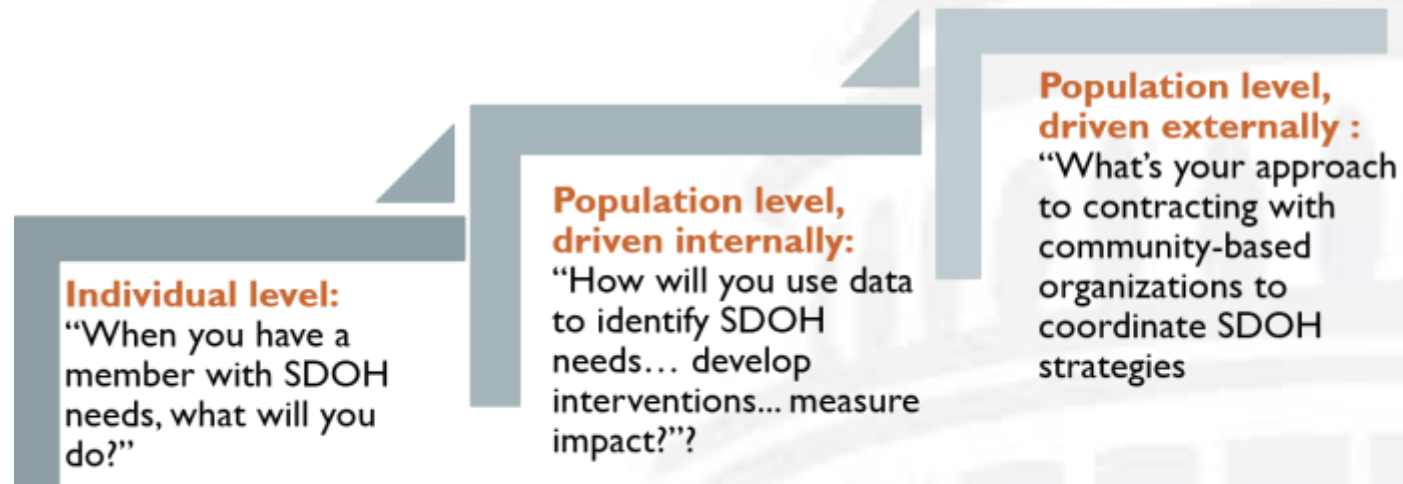 Individual level:
“When you have a
member with SDOH
needs, what will you
do?”
Population level,
driven internally:
“How will you use data
to identify SDOH
needs… develop
interventions... measure
impact?”?
Population level,
driven externally :
“What’s your approach
to contracting with
community-based
organizations to
coordinate SDOH
strategies